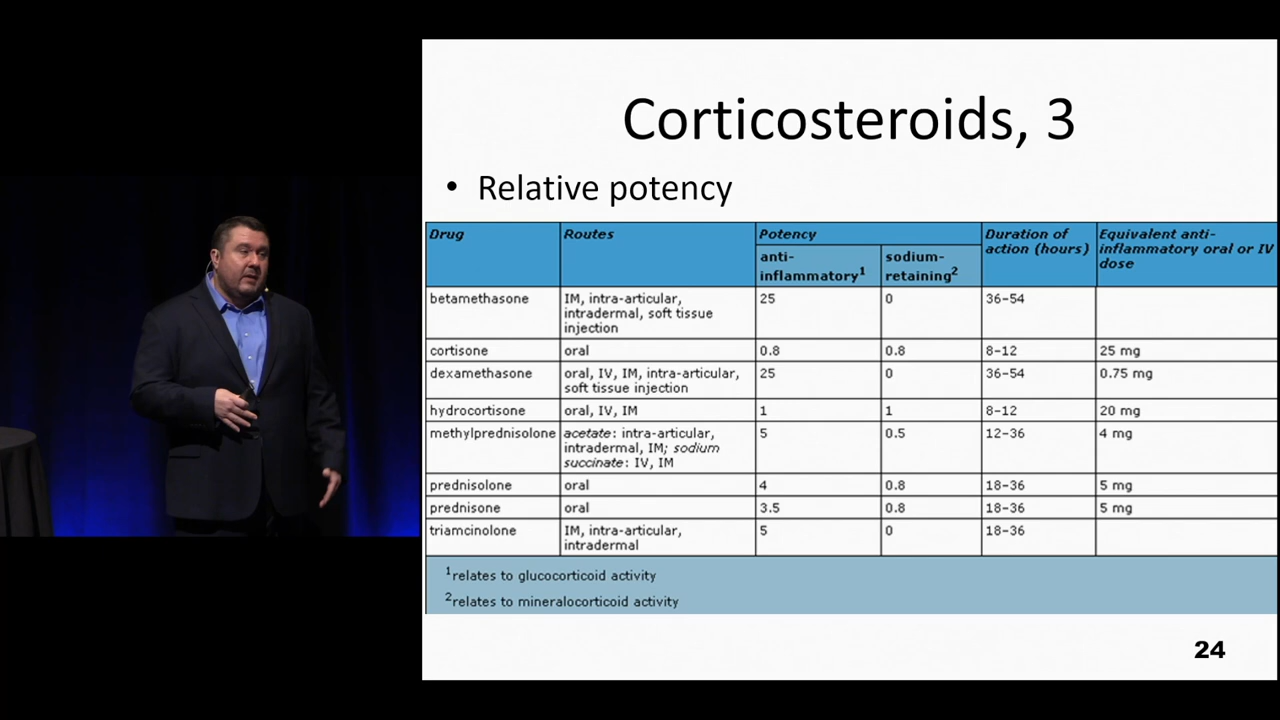 Corticosteroids, 3
• Relative potency
Drug Routes Potency Duration of action (hours) Equivalent anti-inflammatory oral or IV dose
anti-inflammatory1 sodium-retaining2
betamethasone IM, intra-articular, intradermal, soft tissue injection 25 0 36–54
cortisone oral 0.8 0.8 8–12 25 mg
dexamethasone oral, IV, IM, intra-articular, soft tissue injection 25 0 36–54 0.75 mg
hydrocortisone oral, IV, IM 1 1 8–12 20 mg
methylprednisolone acetate: intra-articular, intradermal, IM; sodium succinate: IV, IM 5 0.5 12–36 4 mg
prednisolone oral 4 0.8 18–36 5 mg
prednisone oral 3.5 0.8 18–36 5 mg
triamcinolone IM, intra-articular, intradermal 5 0 18–36
1relates to glucocorticoid activity
2relates to mineralocorticoid activity
24